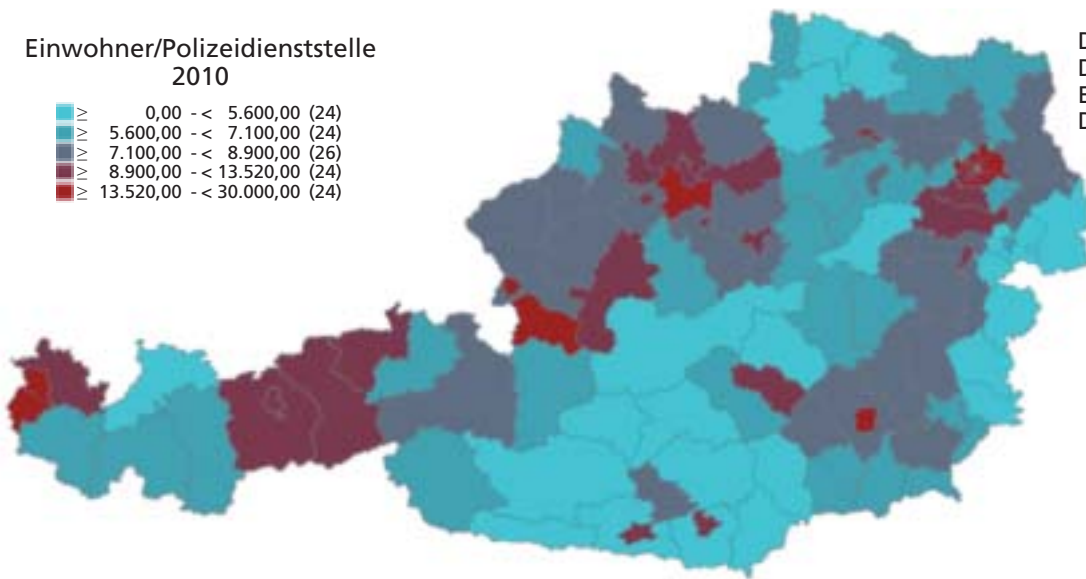 Einwohner/Polizeidienststelle
2010
≥ 0,00 - < 5.600,00 (24)
≥ 5.600,00 - < 7.100,00 (24)
≥ 7.100,00 - < 8.900,00 (26)
≥ 8.900,00 - < 13.520,00 (24)
≥ 13.520,00 - < 30.000,00 (24)
D
D
E
D